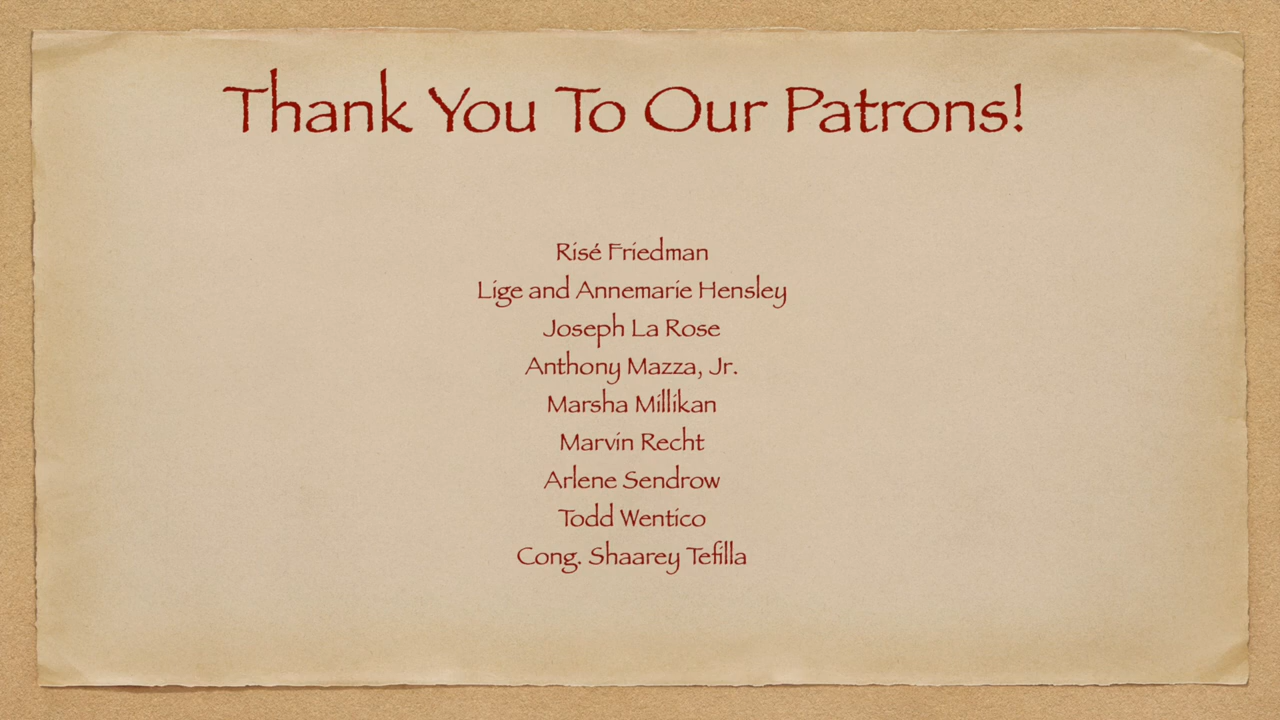 Thank You To Our Patrons!
Risé Friedman
Lige and Annemarie Hensley
Joseph La Rose
Anthony Mazza, Jr.
Marsha Millikan
Marvin Recht
Arlene Sendrow
Todd Wentico
Cong. Shaarey Tefilla